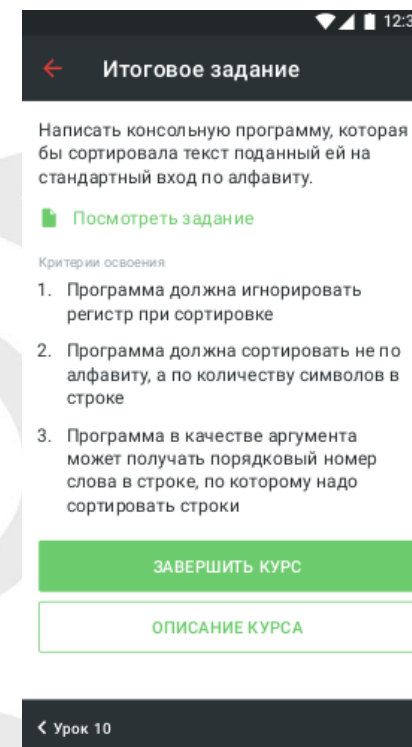 12:3
Итоговое задание
Написать консольную программу, которая
бы сортировала текст поданный ей на
стандартный вход по алфавиту.
Посмотреть задание
Критерии освоения
1. Программа должна игнорировать
регистр при сортировке
2. Программа должна сортировать не по
алфавиту, а по количеству символов в
строке
3. Программа в качестве аргумента
может получать порядковый номер
слова в строке, по которому надо
сортировать строки
ЗАВЕРШИТЬ КУРС
ОПИСАНИЕ КУРСА
Урок 10